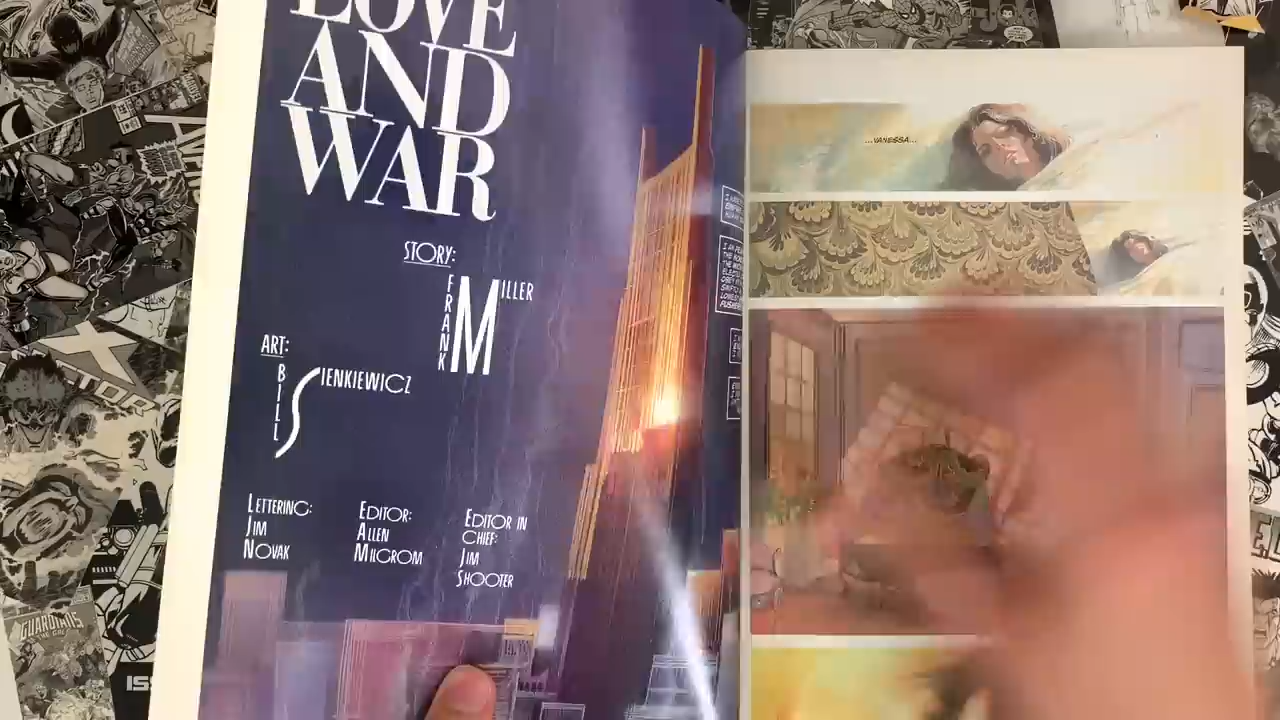 LOVE
AND
WAR
STORY:
FRANK
MILLER
ART:
BILL
SIENKIEWICZ
LETTERING:
JIM
NOVAK
EDITOR:
ALLEN
MILGROM
EDITOR IN
CHIEF:
JIM
SHOOTER
...VANESSA...
GUARDIANS